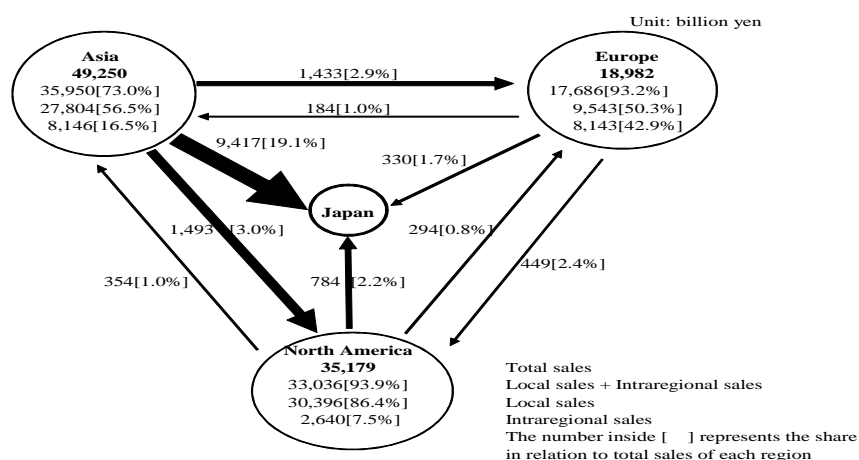 Unit: billion yen
Asia
49,250
35,950[73.0%]
27,804[56.5%]
8,146[16.5%]
Europe
18,982
17,686[93.2%]
9,543[50.3%]
8,143[42.9%]
1,433[2.9%]
184[1.0%]
9,417[19.1%]
330[1.7%]
Japan
1,493 [3.0%]
294[0.8%]
449[2.4%]
354[1.0%]
784 [2.2%]
North America
35,179
33,036[93.9%]
30,396[86.4%]
2,640[7.5%]
Total sales
Local sales + Intraregional sales
Local sales
Intraregional sales
The number inside [ ] represents the share
in relation to total sales of each region